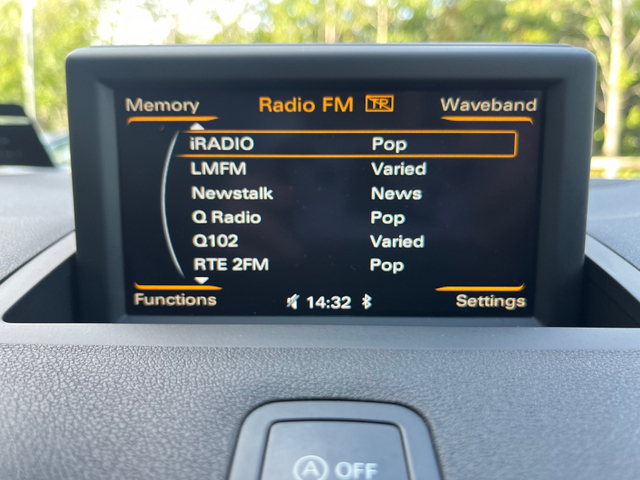 Memory Radio FM TP Waveband
iRADIO Pop
LMFM Varied
Newstalk News
Q Radio Pop
Q102 Varied
RTE 2FM Pop
Functions 14:32 Settings
A OFF